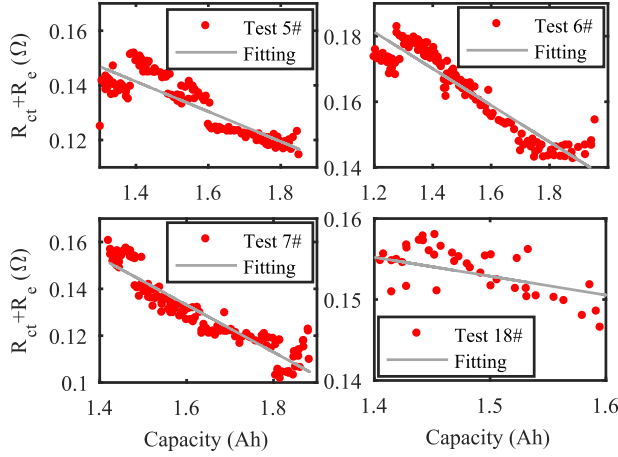 Test 5#
Fitting
0.16
0.14
0.12
R_ct+R_e (Ω)
1.4
1.6
1.8
Test 6#
Fitting
0.18
0.16
0.14
1.2
1.4
1.6
1.8
2.0
Test 7#
Fitting
0.16
0.14
0.12
0.1
R_ct+R_e (Ω)
1.4
1.6
1.8
Capacity (Ah)
0.16
0.15
0.14
Test 18#
Fitting
1.4
1.5
1.6
Capacity (Ah)